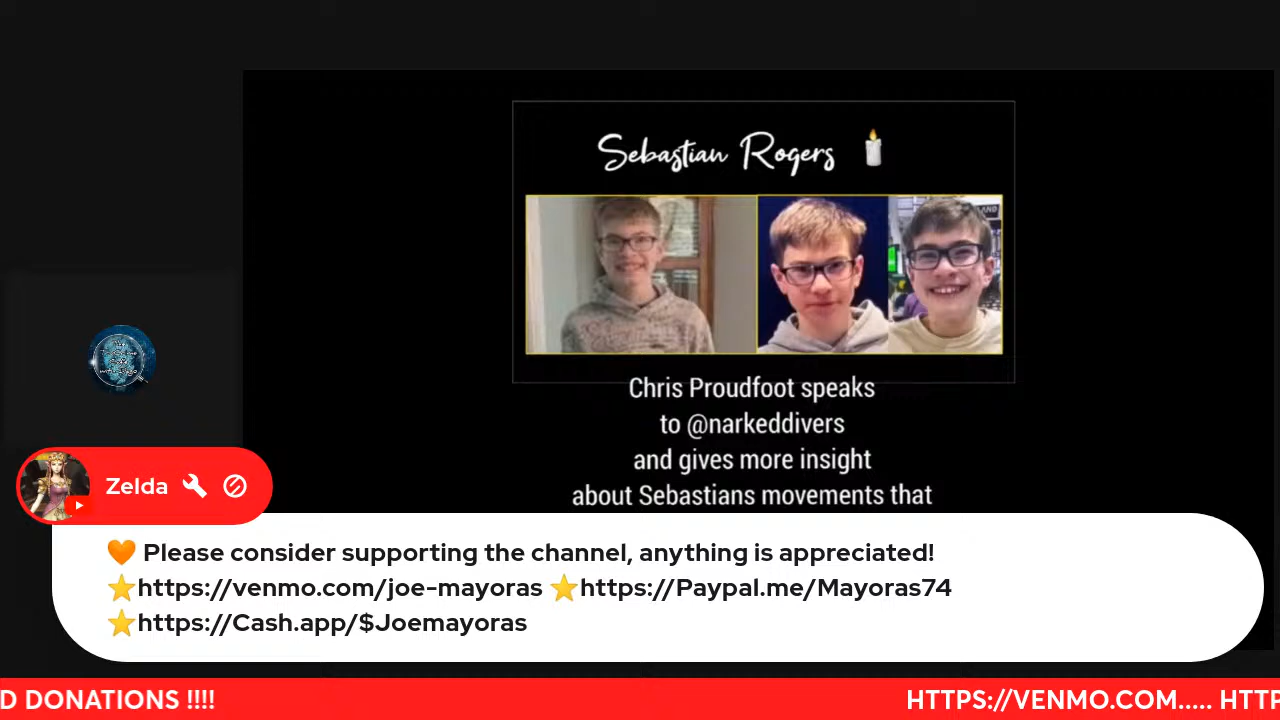 Sebastian Rogers
LAND
Chris Proudfoot speaks
to @narkeddivers
and gives more insight
about Sebastians movements that
Zelda
🧡 Please consider supporting the channel, anything is appreciated!
⭐https://venmo.com/joe-mayoras ⭐https://Paypal.me/Mayoras74
⭐https://Cash.app/$Joemayoras
D DONATIONS !!!! HTTPS://VENMO.COM..... HTTP